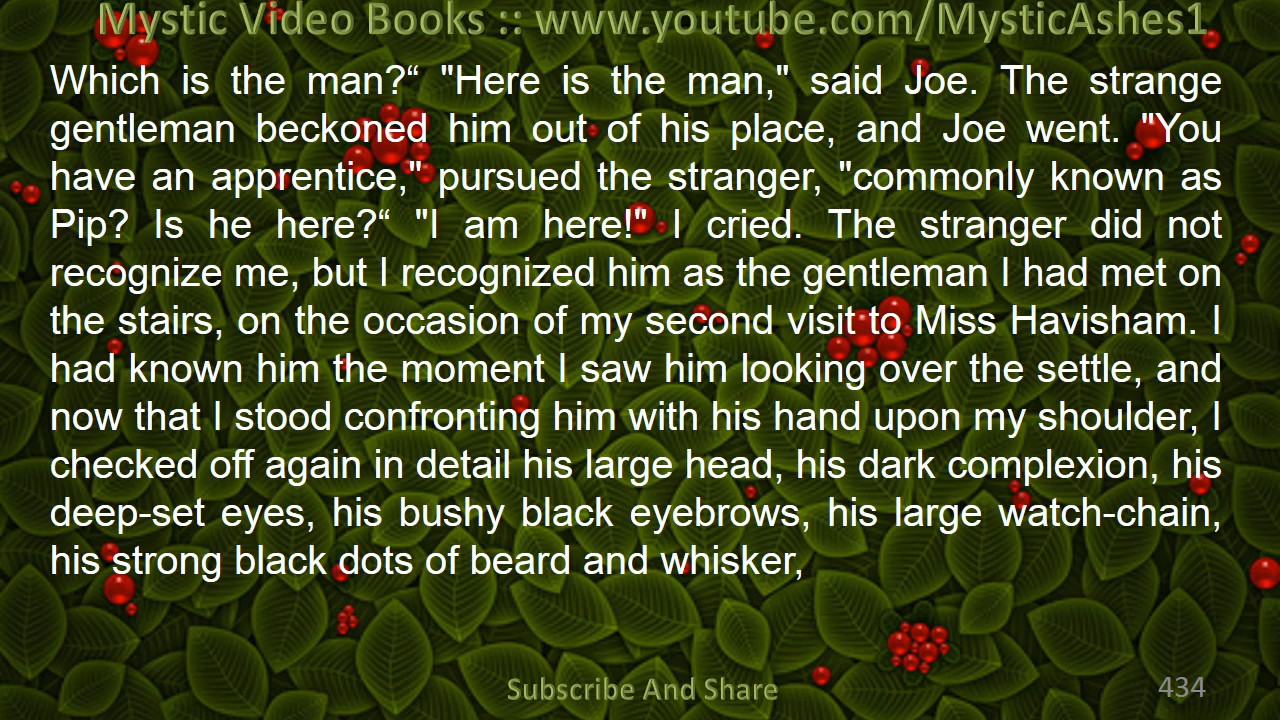 Mystic Video Books :: www.youtube.com/MysticAshes1
Which is the man?“ "Here is the man," said Joe. The strange
gentleman beckoned him out of his place, and Joe went. "You
have an apprentice," pursued the stranger, "commonly known as
Pip? Is he here?“ "I am here!" I cried. The stranger did not
recognize me, but I recognized him as the gentleman I had met on
the stairs, on the occasion of my second visit to Miss Havisham. I
had known him the moment I saw him looking over the settle, and
now that I stood confronting him with his hand upon my shoulder, I
checked off again in detail his large head, his dark complexion, his
deep-set eyes, his bushy black eyebrows, his large watch-chain,
his strong black dots of beard and whisker,
Subscribe And Share
434